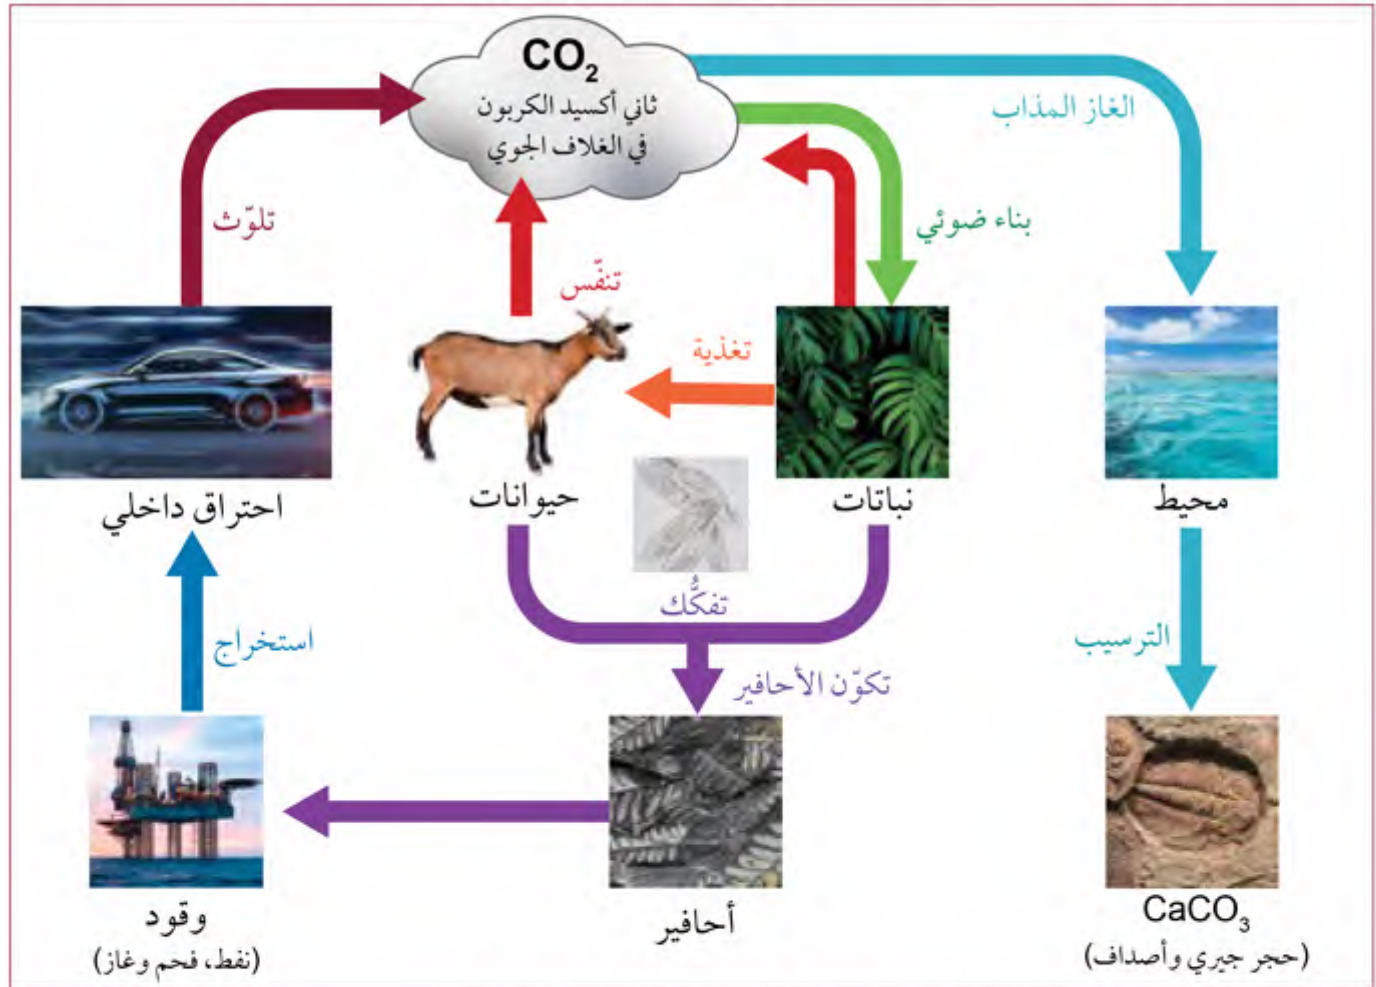 CO₂
ثاني أكسيد الكربون
في الغلاف الجوي
الغاز المذاب
تلوّث
بناء ضوئي
تنفّس
تغذية
احتراق داخلي
حيوانات
نباتات
محيط
تفكُّك
استخراج
الترسيب
تكوّن الأحافير
وقود
(نفط، فحم وغاز)
أحافير
CaCO₃
(حجر جيري وأصداف)